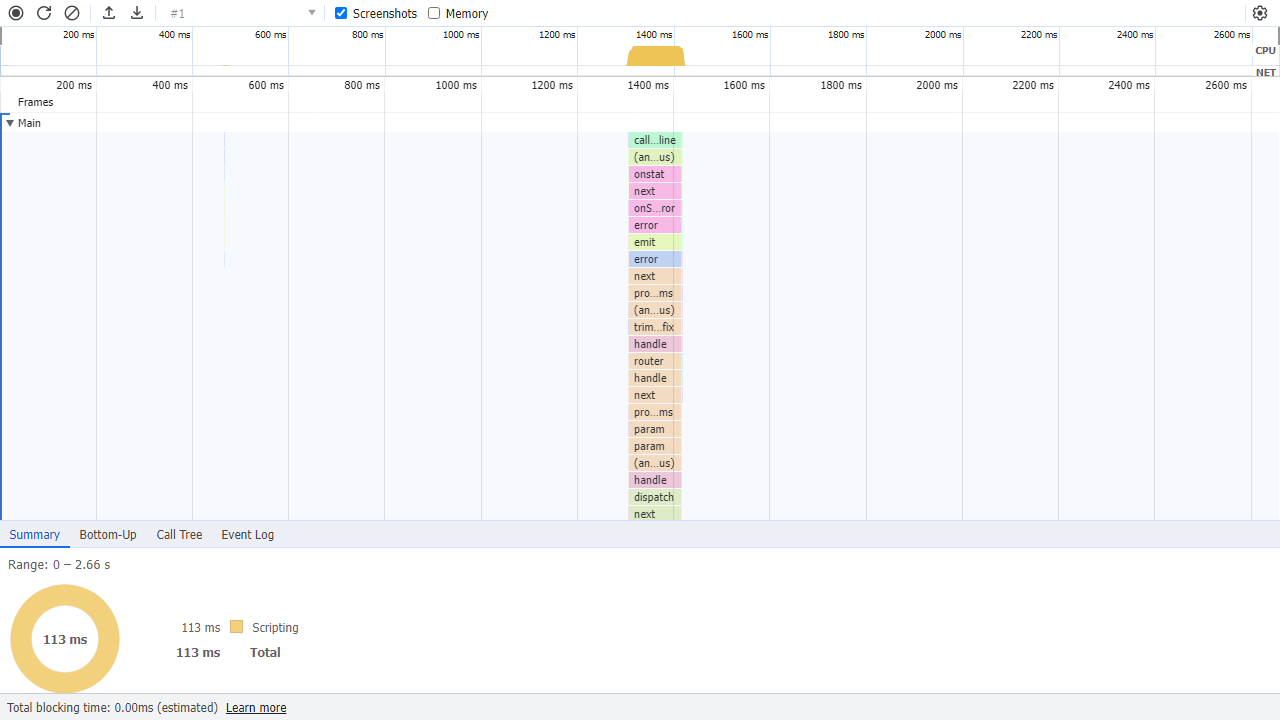 #1 Screenshots Memory
200 ms 400 ms 600 ms 800 ms 1000 ms 1200 ms 1400 ms 1600 ms 1800 ms 2000 ms 2200 ms 2400 ms 2600 ms
CPU
NET
200 ms 400 ms 600 ms 800 ms 1000 ms 1200 ms 1400 ms 1600 ms 1800 ms 2000 ms 2200 ms 2400 ms 2600 ms
Frames
Main
call...line
(an...us)
onstat
next
onS...ror
error
emit
error
next
pro...ms
(an...us)
trim...fix
handle
router
handle
next
pro...ms
param
param
(an...us)
handle
dispatch
next
Summary Bottom-Up Call Tree Event Log
Range: 0 – 2.66 s
113 ms
113 ms Scripting
113 ms Total
Total blocking time: 0.00ms (estimated) Learn more